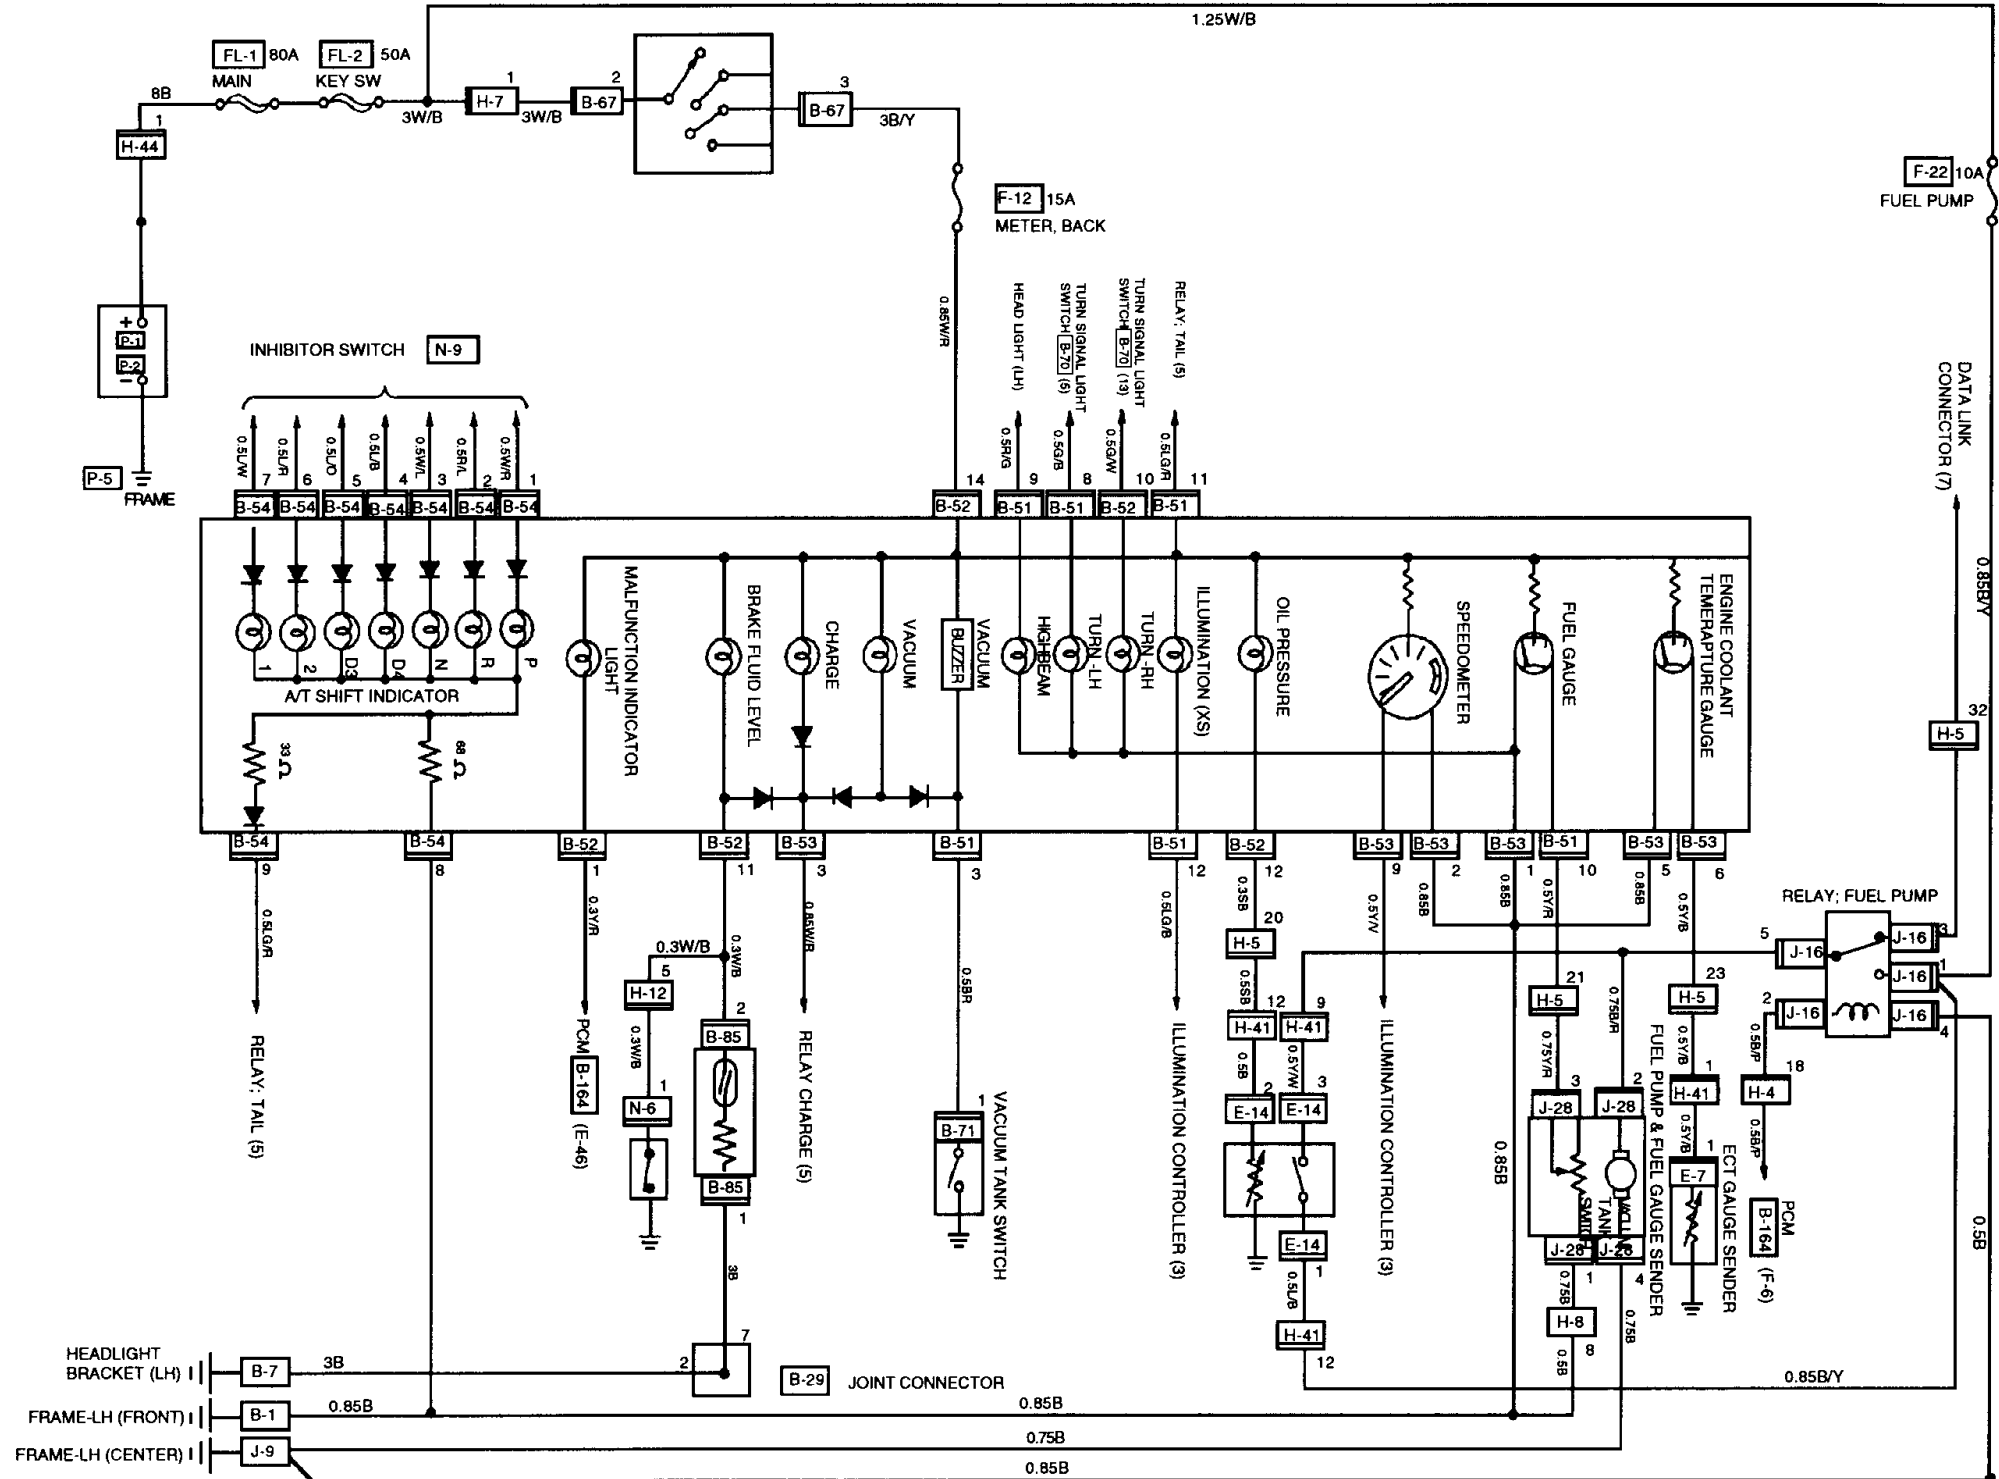 1.25W/B
FL-1 80A
MAIN
FL-2 50A
KEY SW
8B
1
H-44
3W/B
1
H-7
3W/B
2
B-67
3
B-67
3B/Y
F-12 15A
METER, BACK
F-22 10A
FUEL PUMP
+
P-1
P-2
−
P-5
FRAME
INHIBITOR SWITCH N-9
0.85W/R
HEAD LIGHT (LH)
TURN SIGNAL LIGHT
SWITCH B-70 (5)
TURN SIGNAL LIGHT
SWITCH B-70 (13)
RELAY; TAIL (5)
DATA LINK
CONNECTOR (7)
0.5L/W
0.5L/R
0.5L/O
0.5L/B
0.5W/L
0.5R/L
0.5W/R
0.5R/G
0.5G/B
0.5G/W
0.5LG/R
7 6 5 4 3 2 1
14 9 8 10 11
B-54 B-54 B-54 B-54 B-54 B-54 B-54
B-52 B-51 B-51 B-52 B-51
0.85B/Y
1 2 D3 D4 N R P
A/T SHIFT INDICATOR
33 Ω
68 Ω
MALFUNCTION INDICATOR
LIGHT
BRAKE FLUID LEVEL
CHARGE
VACUUM
VACUUM
BUZZER
HIGHBEAM
TURN-LH
TURN-RH
ILLUMINATION (XS)
OIL PRESSURE
SPEEDOMETER
FUEL GAUGE
ENGINE COOLANT
TEMERAPTURE GAUGE
32
H-5
B-54 B-54 B-52 B-52 B-53 B-51 B-51 B-52 B-53 B-53 B-53 B-51 B-53 B-53
9 8 1 11 3 3 12 12 9 2 1 10 5 6
0.5LG/R
0.3Y/R
0.3W/B
0.85W/R
0.5BR
0.5LG/B
0.3SB
0.5Y/V
0.85B
0.85B
0.5Y/R
0.85B
0.5Y/B
RELAY; FUEL PUMP
5
J-16
3
J-16
1
J-16
2
J-16
J-16
4
0.3W/B
5
H-12
0.3W/B
1
N-6
2
B-85
B-85
1
3B
20
H-5
0.5SB
12
H-41
9
H-41
0.5B
0.5Y/W
2
E-14
3
E-14
E-14
1
0.5L/B
H-41
12
21
H-5
0.75Y/R
0.75B/R
3
J-28
2
J-28
VACUUM
TANK
SWITCH
J-28
1
J-28
4
0.75B
H-8
8
0.5B
0.75B
23
H-5
0.5Y/B
1
H-41
0.5Y/B
1
E-7
0.5B/P
18
H-4
0.5B/P
RELAY; TAIL (5)
PCM B-164 (E-46)
RELAY CHARGE (5)
1
B-71
VACUUM TANK SWITCH
ILLUMINATION CONTROLLER (3)
ILLUMINATION CONTROLLER (3)
0.85B
FUEL PUMP & FUEL GAUGE SENDER
ECT GAUGE SENDER
PCM
B-164 (F-6)
0.5B
HEADLIGHT
BRACKET (LH)
B-7
3B
2
7
B-29 JOINT CONNECTOR
0.85B/Y
FRAME-LH (FRONT)
B-1
0.85B
0.85B
FRAME-LH (CENTER)
J-9
0.75B
0.85B